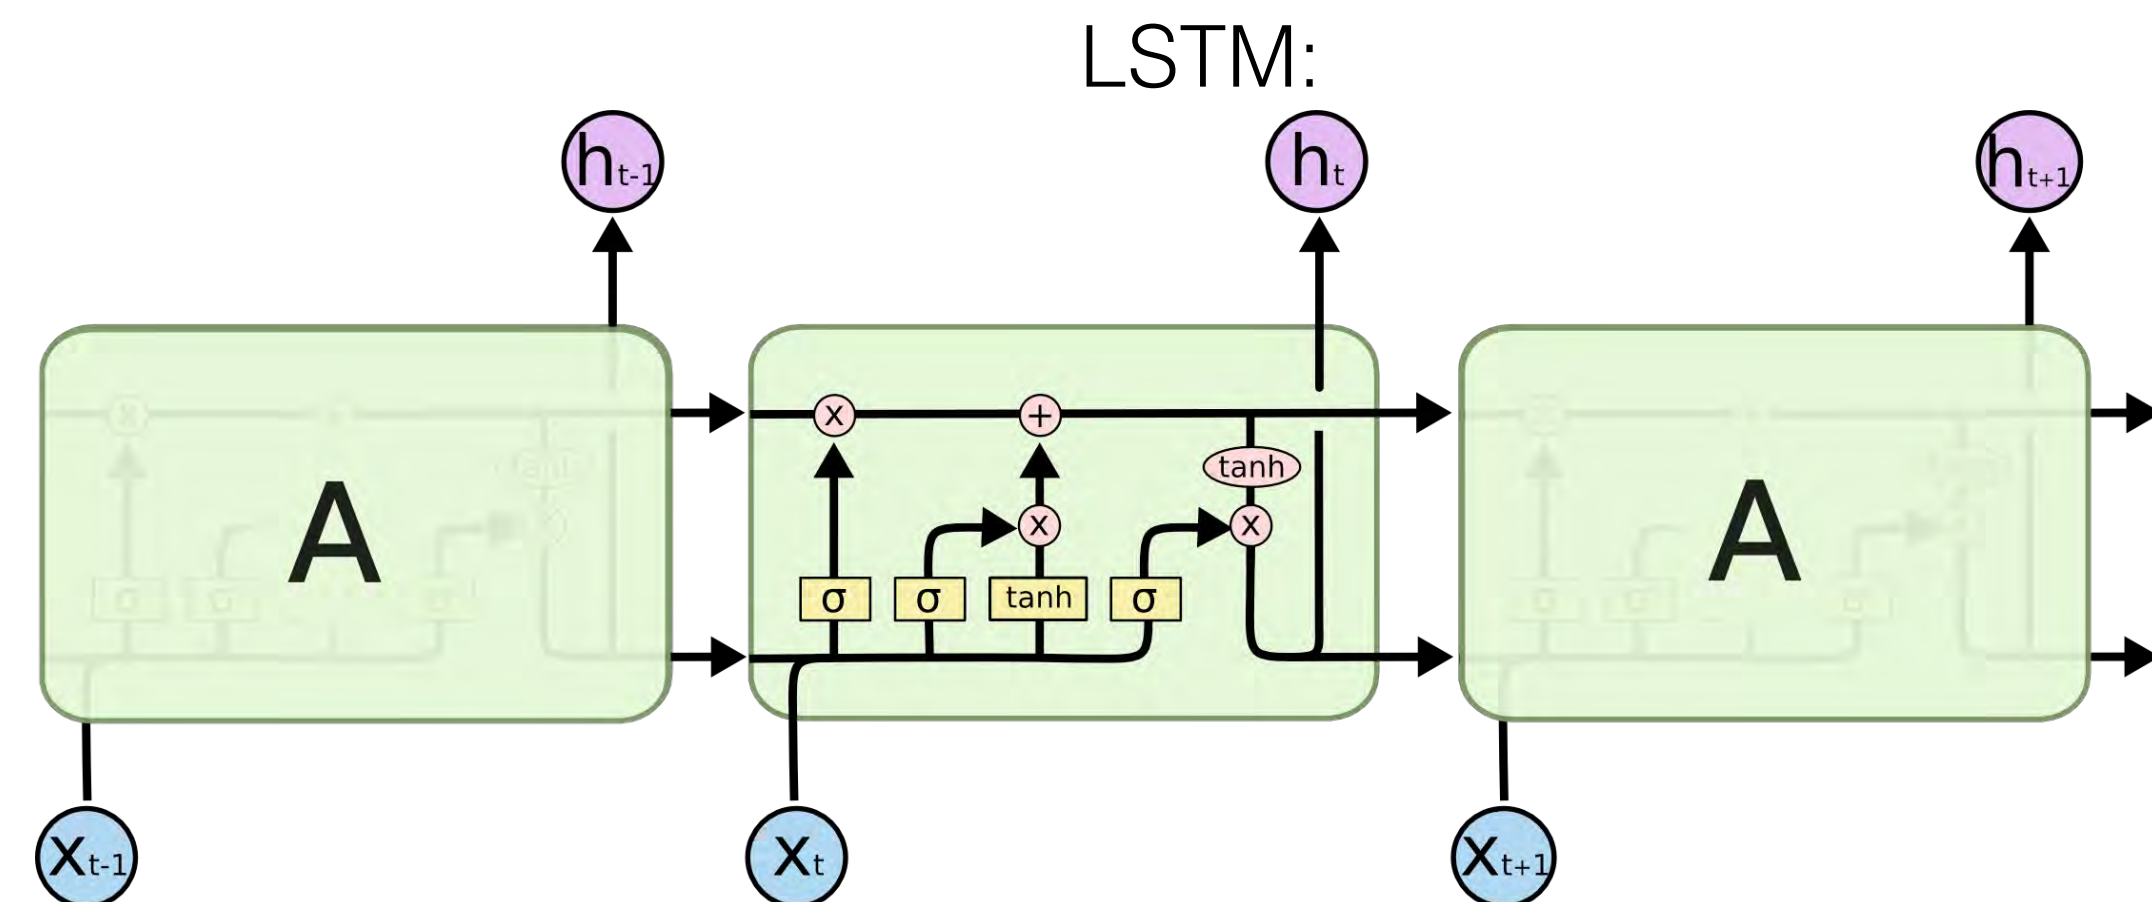 LSTM:
ht-1
ht
ht+1
x
+
tanh
A
x
x
A
σ
σ
tanh
σ
xt-1
xt
xt+1